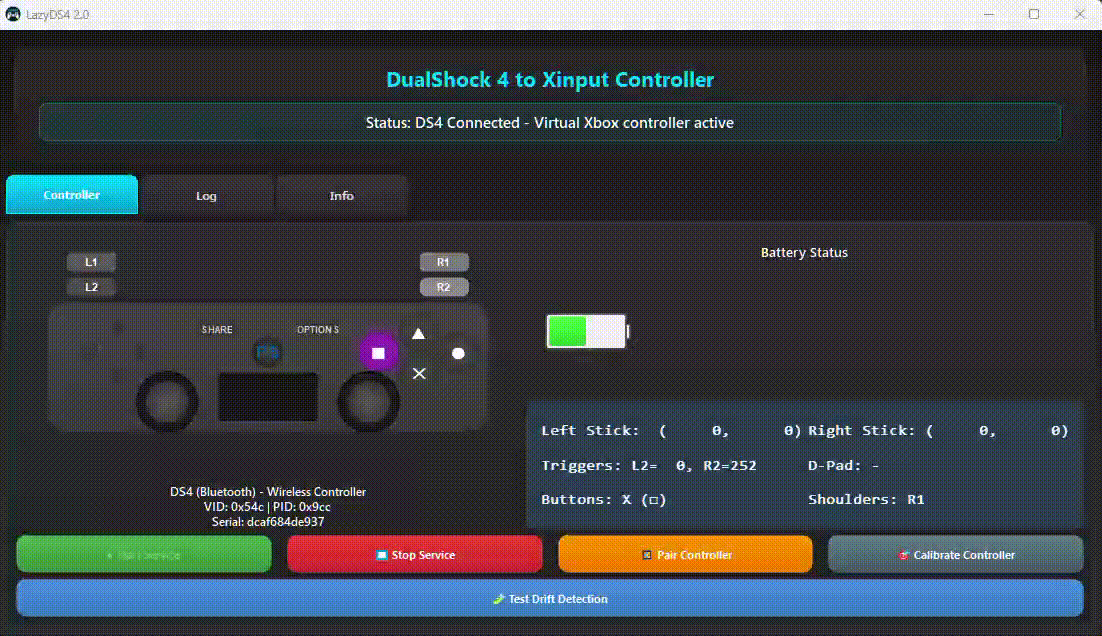 LazyDS4 2.0
DualShock 4 to Xinput Controller
Status: DS4 Connected - Virtual Xbox controller active
Controller Log Info
L1 R1
L2 R2
SHARE OPTIONS
Battery Status
Left Stick: ( 0, 0) Right Stick: ( 0, 0)
Triggers: L2= 0, R2=252 D-Pad: -
Buttons: X (□) Shoulders: R1
DS4 (Bluetooth) - Wireless Controller
VID: 0x54c | PID: 0x9cc
Serial: dcaf684de937
Stop Service Pair Controller Calibrate Controller
Test Drift Detection